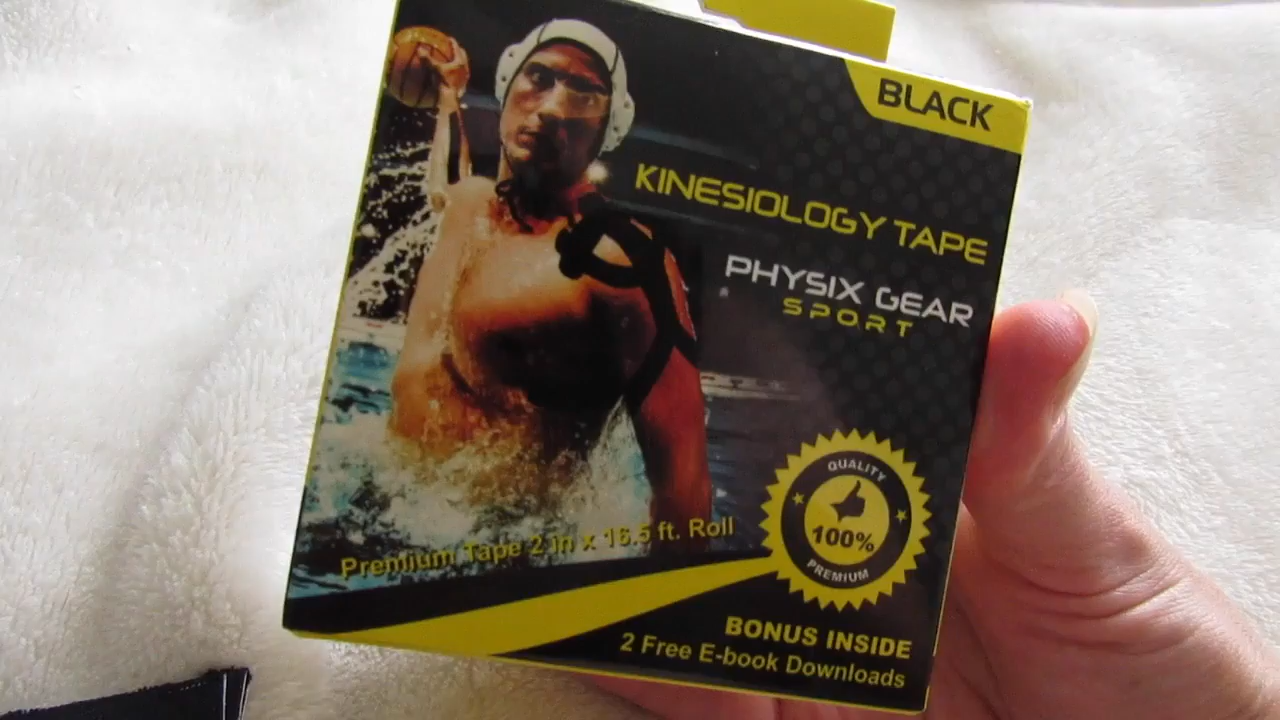 BLACK
KINESIOLOGY TAPE
PHYSIX GEAR
SPORT
QUALITY
100%
PREMIUM
Premium Tape 2 in x 16.5 ft. Roll
BONUS INSIDE
2 Free E-book Downloads